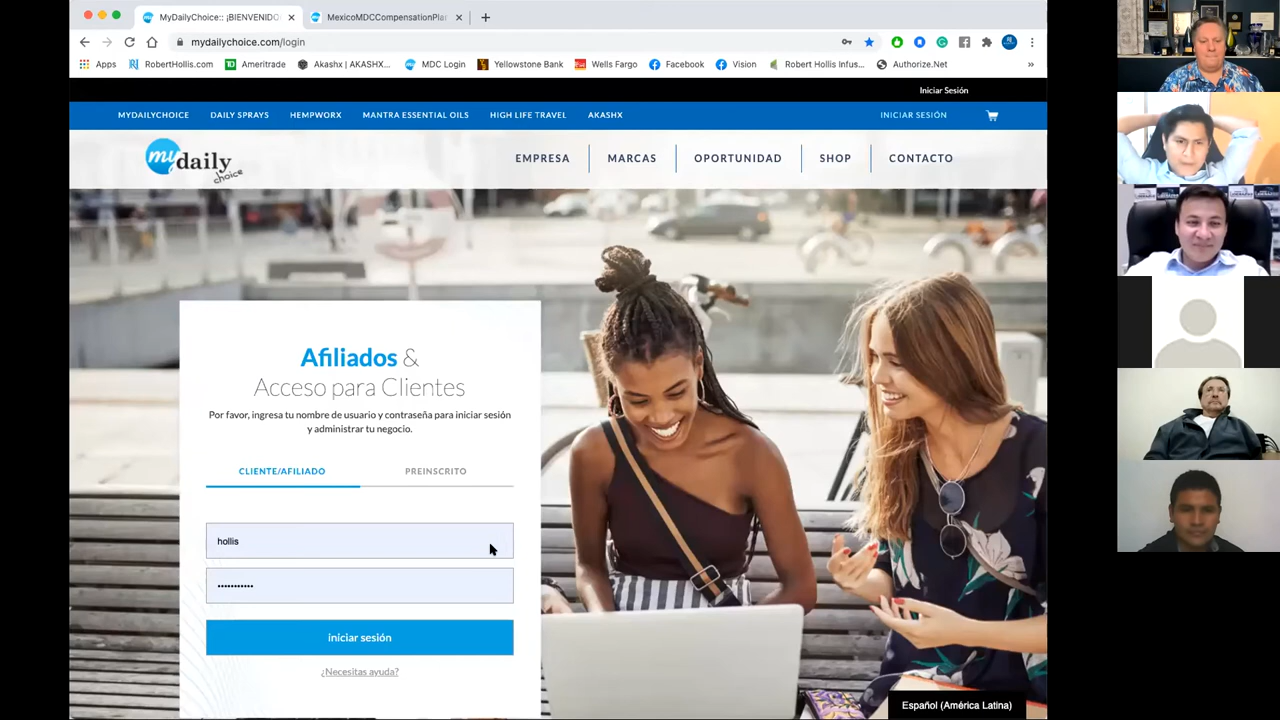 MyDailyChoice:: ¡BIENVENIDO
MexicoMDCCompensationPla
mydailychoice.com/login
Apps
RobertHollis.com
Ameritrade
Akashx | AKASHX...
MDC Login
Yellowstone Bank
Wells Fargo
Facebook
Vision
Robert Hollis Infus...
Authorize.Net
»
Iniciar Sesión
MYDAILYCHOICE
DAILY SPRAYS
HEMPWORX
MANTRA ESSENTIAL OILS
HIGH LIFE TRAVEL
AKASHX
INICIAR SESIÓN
my daily choice
EMPRESA
MARCAS
OPORTUNIDAD
SHOP
CONTACTO
Afiliados &
Acceso para Clientes
Por favor, ingresa tu nombre de usuario y contraseña para iniciar sesión
y administrar tu negocio.
CLIENTE/AFILIADO
PREINSCRITO
hollis
•••••••••••
iniciar sesión
¿Necesitas ayuda?
Español (América Latina)